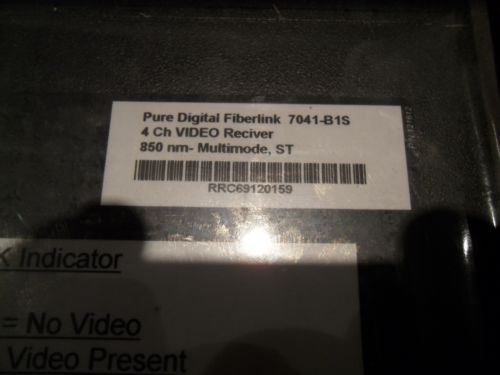 Pure Digital Fiberlink 7041-B1S
4 Ch VIDEO Reciver
850 nm- Multimode, ST
RRC69120159
Indicator
= No Video
Video Present